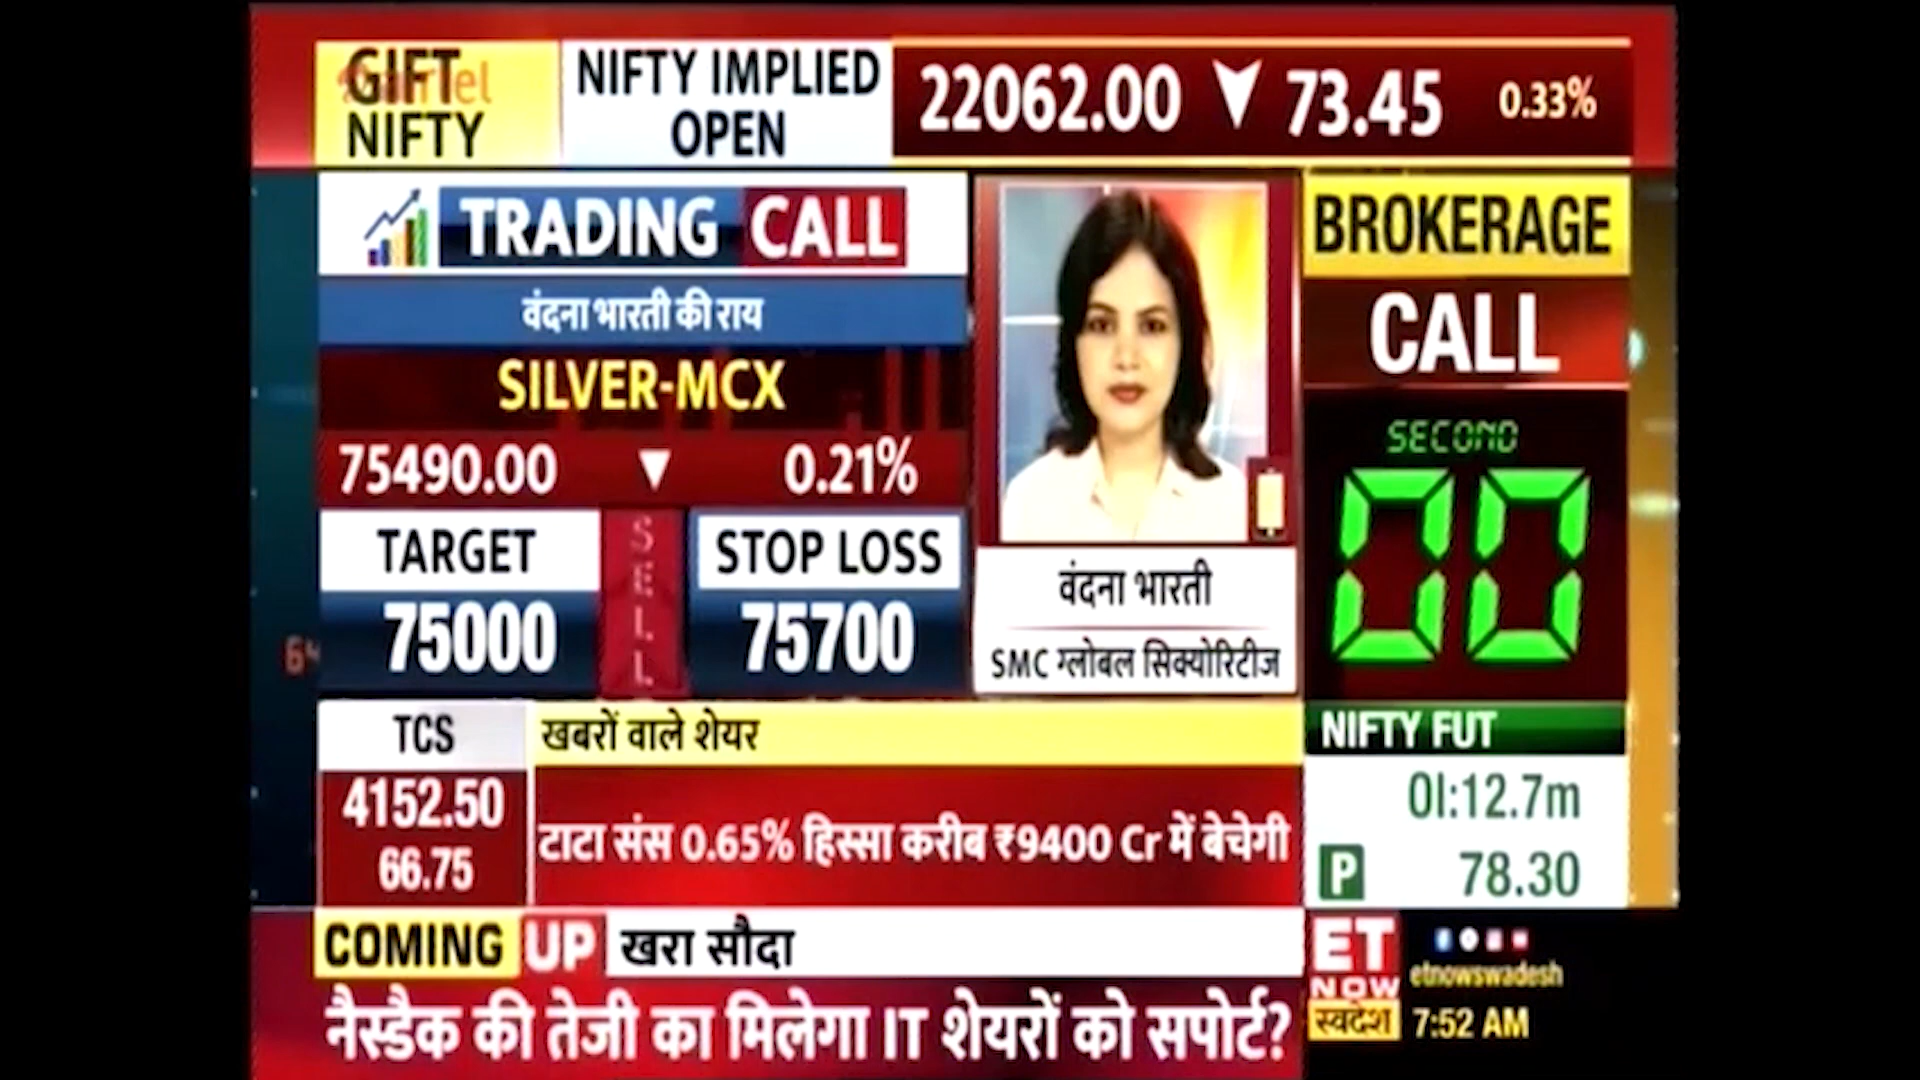 GIFT
NIFTY
airtel
NIFTY IMPLIED
OPEN
22062.00 73.45 0.33%
TRADING CALL
वंदना भारती की राय
SILVER-MCX
75490.00 0.21%
TARGET
75000
SELL
STOP LOSS
75700
वंदना भारती
SMC ग्लोबल सिक्योरिटीज
BROKERAGE
CALL
SECOND
00
TCS
4152.50
66.75
खबरों वाले शेयर
टाटा संस 0.65% हिस्सा करीब ₹9400 Cr में बेचेगी
NIFTY FUT
OI:12.7m
P 78.30
COMING UP खरा सौदा
नैस्डैक की तेजी का मिलेगा IT शेयरों को सपोर्ट?
ET
NOW
स्वदेश
etnowswadesh
7:52 AM